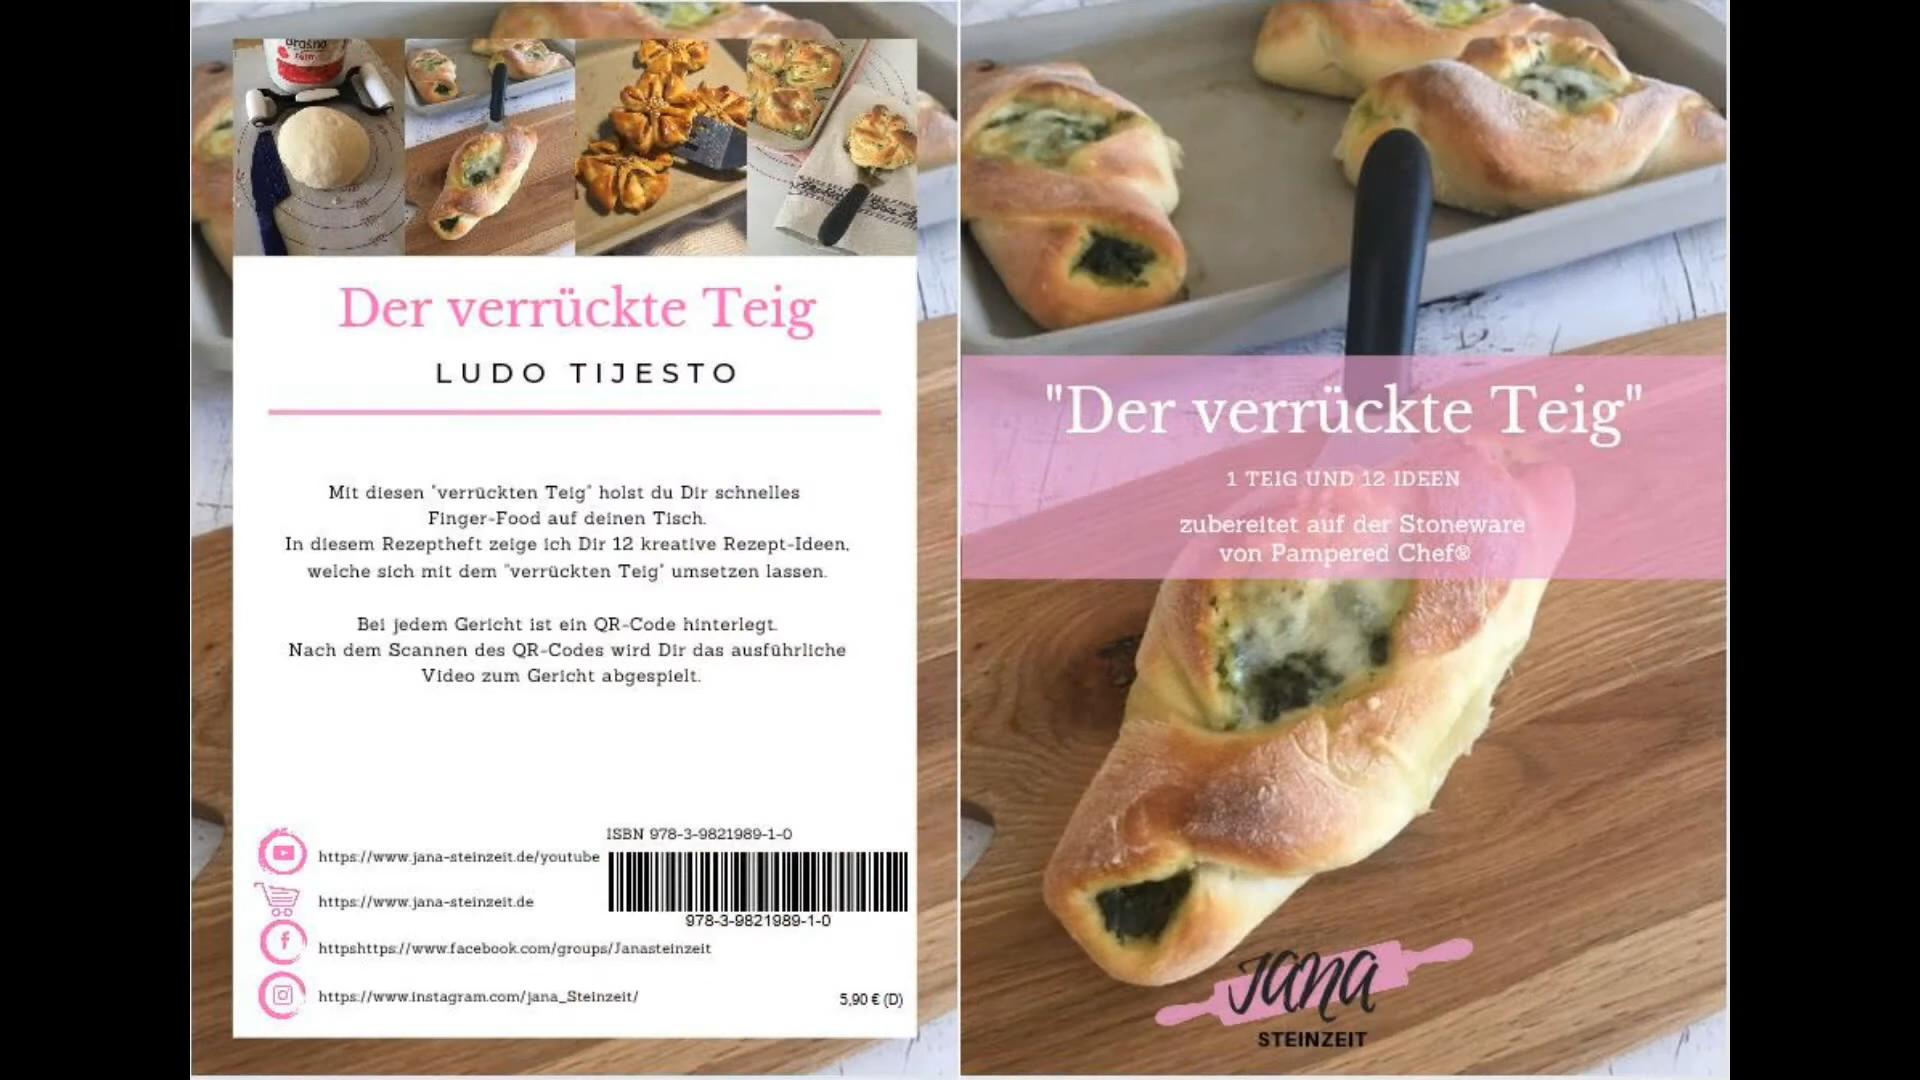 Der verrückte Teig
LUDO TIJESTO
Mit diesen "verrückten Teig" holst du Dir schnelles
Finger-Food auf deinen Tisch.
In diesem Rezeptheft zeige ich Dir 12 kreative Rezept-Ideen,
welche sich mit dem "verrückten Teig" umsetzen lassen.
Bei jedem Gericht ist ein QR-Code hinterlegt.
Nach dem Scannen des QR-Codes wird Dir das ausführliche
Video zum Gericht abgespielt.
ISBN 978-3-9821989-1-0
https://www.jana-steinzeit.de/youtube
https://www.jana-steinzeit.de
978-3-9821989-1-0
httpshttps://www.facebook.com/groups/Janasteinzeit
https://www.instagram.com/jana_Steinzeit/
5,90 € (D)
"Der verrückte Teig"
1 TEIG UND 12 IDEEN
zubereitet auf der Stoneware
von Pampered Chef®
JANA
STEINZEIT